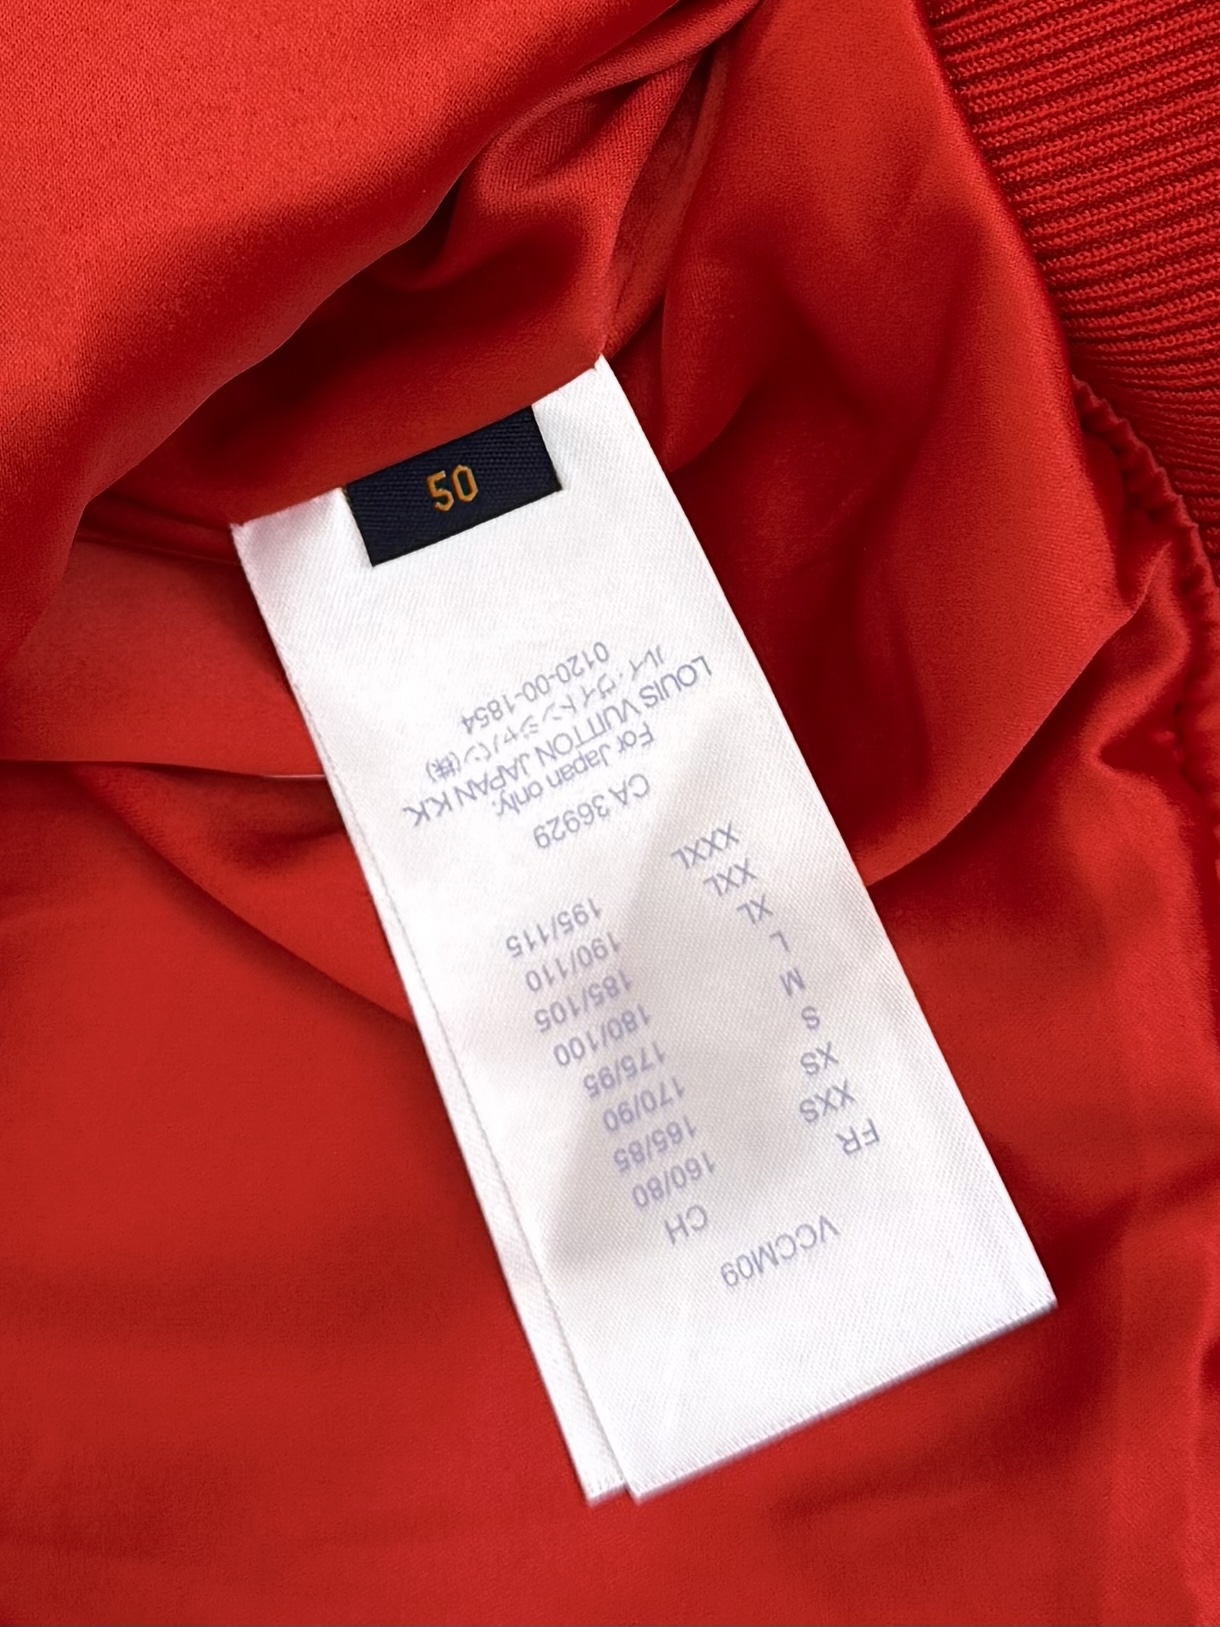 50
VCCM09
FR CH
XXS 160/80
XS 165/85
S 170/90
M 175/95
L 180/100
XL 185/105
XXL 190/110
XXXL 195/115
CA 36929
For Japan only:
LOUIS VUITTON JAPAN K.K.
ルイ・ヴィトンジャパン(株)
0120-00-1854